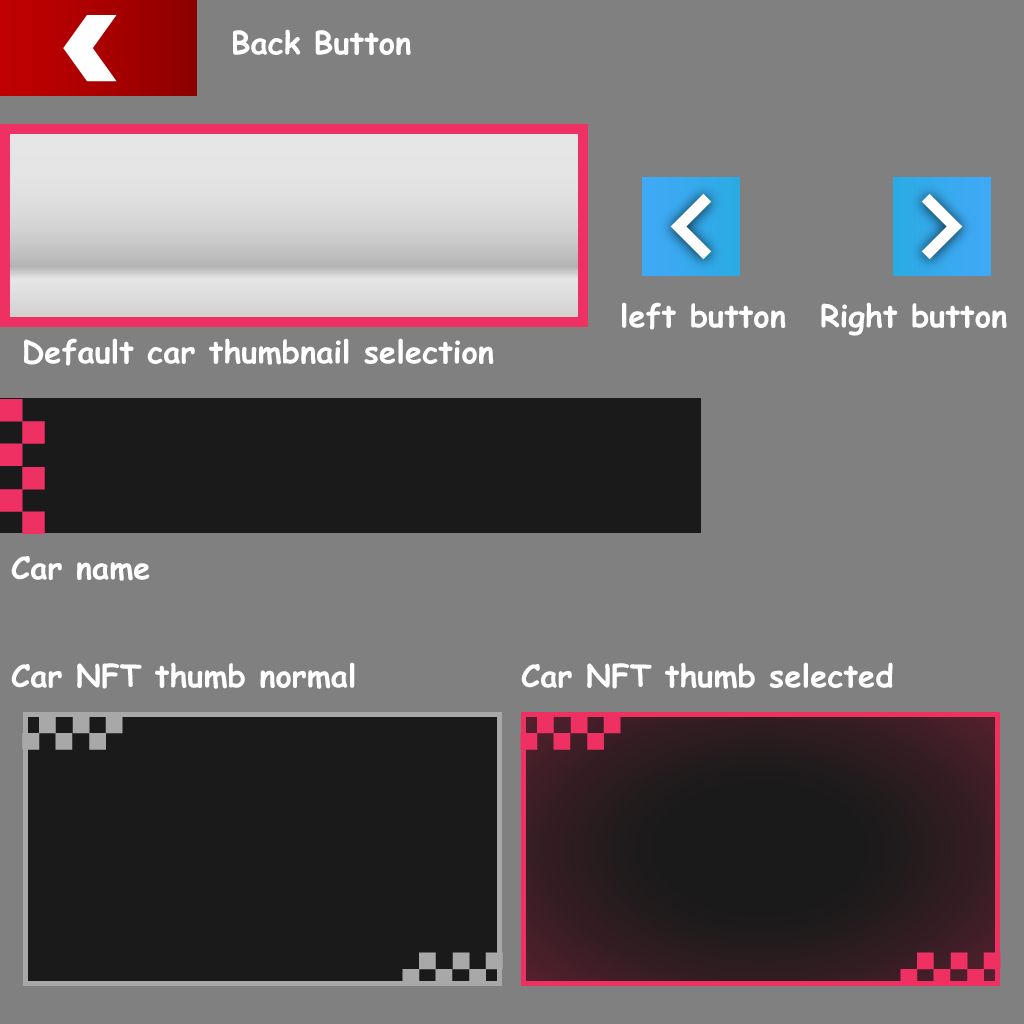 Back Button
left button
Right button
Default car thumbnail selection
Car name
Car NFT thumb normal
Car NFT thumb selected